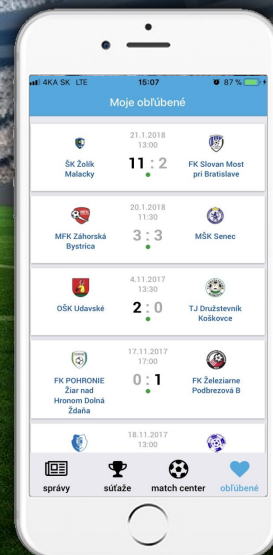 4KA SK LTE 15:07 87 %
Moje obľúbené
21.1.2018
13:00
ŠK Žolík
Malacky
11 : 2
FK Slovan Most
pri Bratislave
20.1.2018
11:30
MFK Záhorská
Bystrica
3 : 3
MŠK Senec
4.11.2017
13:30
OŠK Udavské
2 : 0
TJ Družstevník
Koškovce
17.11.2017
17:00
FK POHRONIE
Žiar nad
Hronom Dolná
Ždaňa
0 : 1
FK Železiarne
Podbrezová B
18.11.2017
13:00
správy súťaže match center obľúbené